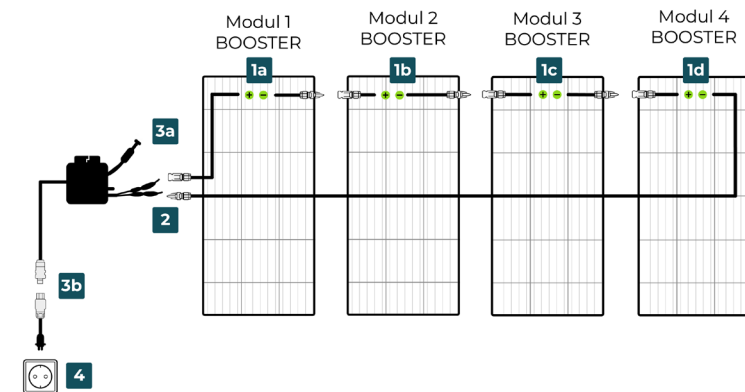 Modul 1
BOOSTER
Modul 2
BOOSTER
Modul 3
BOOSTER
Modul 4
BOOSTER
1a
1b
1c
1d
+ −
+ −
+ −
+ −
3a
2
3b
4